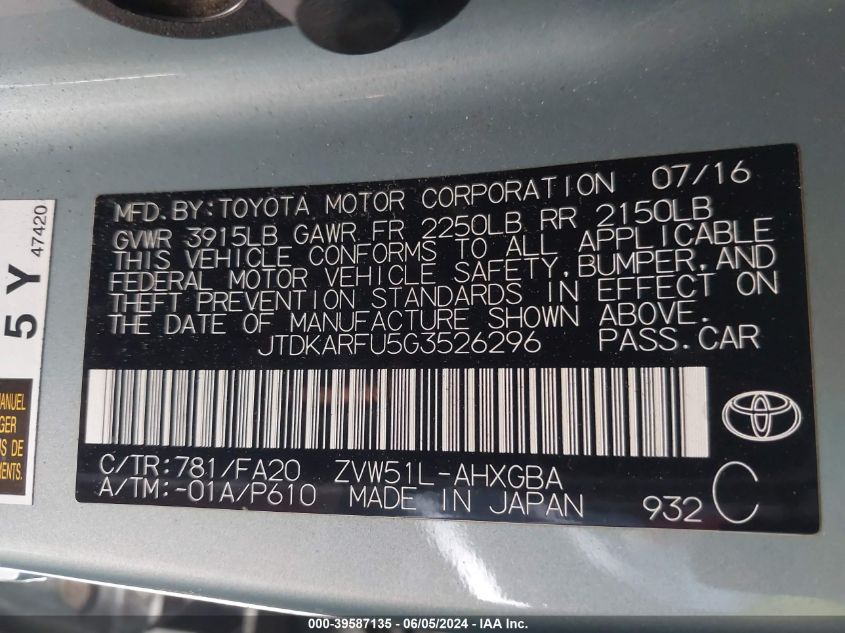 MFD. BY: TOYOTA MOTOR CORPORATION 07/16
GVWR 3915LB GAWR FR 2250LB RR 2150LB
THIS VEHICLE CONFORMS TO ALL APPLICABLE
FEDERAL MOTOR VEHICLE SAFETY, BUMPER, AND
THEFT PREVENTION STANDARDS IN EFFECT ON
THE DATE OF MANUFACTURE SHOWN ABOVE.
JTDKARFU5G3526296 PASS. CAR
C/TR: 781/FA20 ZVW51L-AHXGBA
A/TM: -01A/P610 MADE IN JAPAN 932 C
5 Y
47420
DE
000-39587135 - 06/05/2024 - IAA Inc.